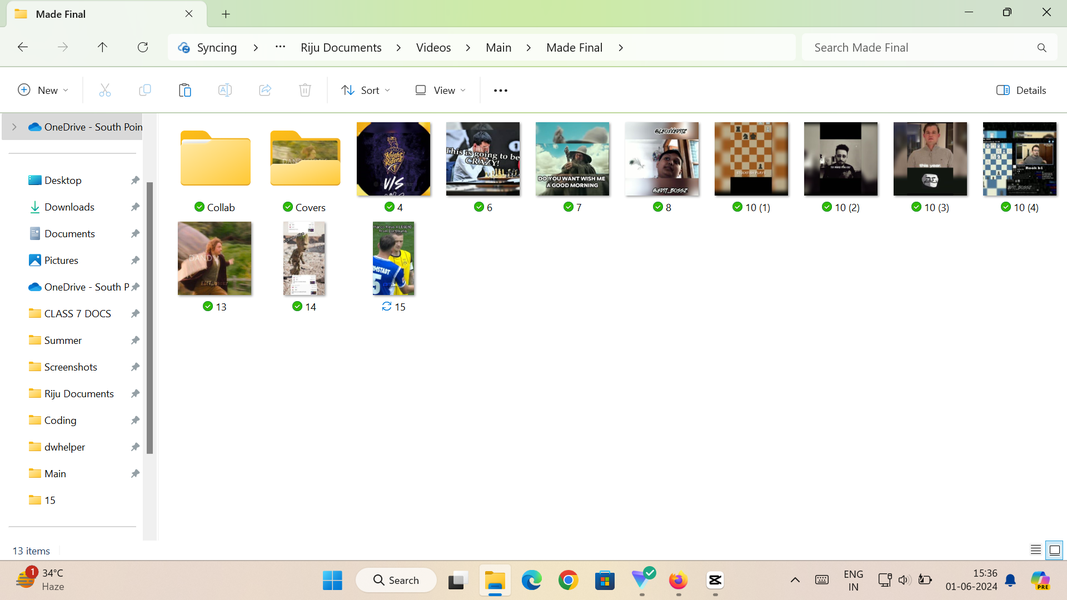 Made Final
Syncing
Riju Documents
Videos
Main
Made Final
Search Made Final
New
Sort
View
Details
OneDrive - South Poin
Desktop
Downloads
Documents
Pictures
OneDrive - South P
CLASS 7 DOCS
Summer
Screenshots
Riju Documents
Coding
dwhelper
Main
15
V/S
This is going to be
CRAZY!
DO YOU WANT WISH ME
A GOOD MORNING
Collab
Covers
4
6
7
8
10 (1)
10 (2)
10 (3)
10 (4)
13
14
15
13 items
1
34°C
Haze
Search
ENG
IN
15:36
01-06-2024
PRE